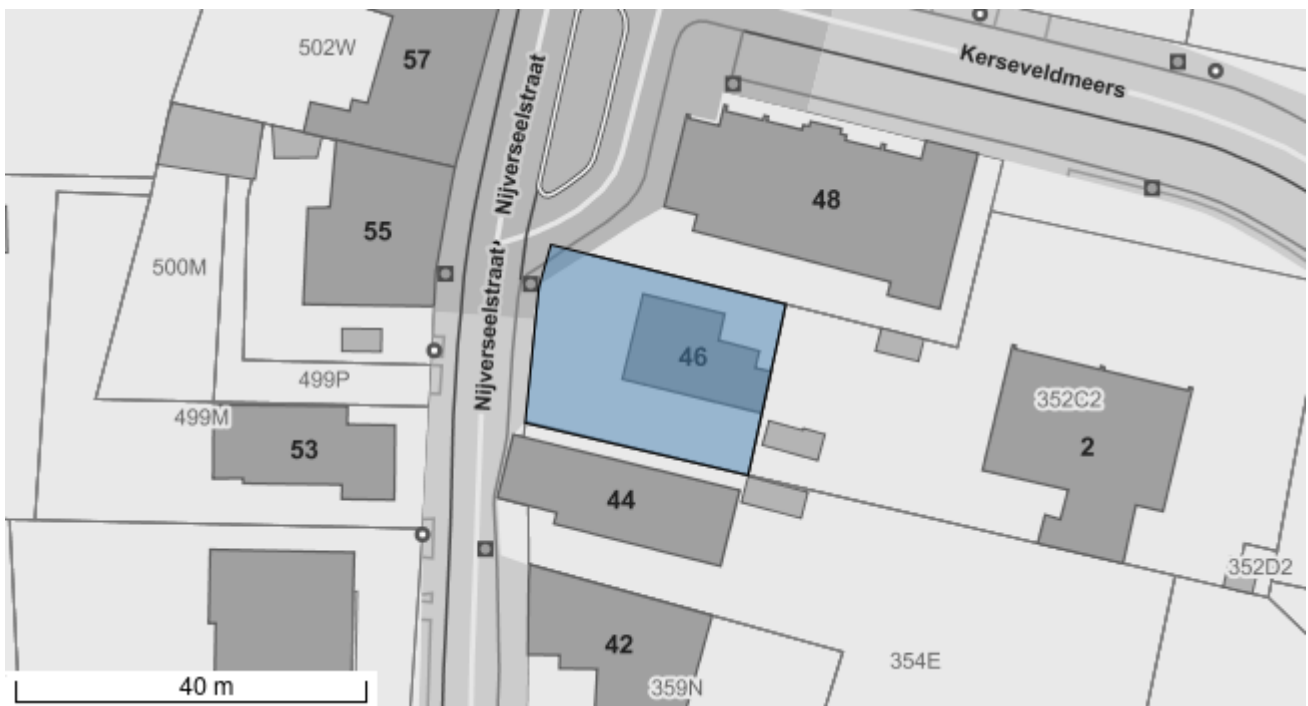 502W
57
Nijverseelstraat
Kerseveldmeers
48
55
500M
Nijverseelstraat
46
499P
352C2
499M
53
2
44
352D2
42
354E
359N
40 m